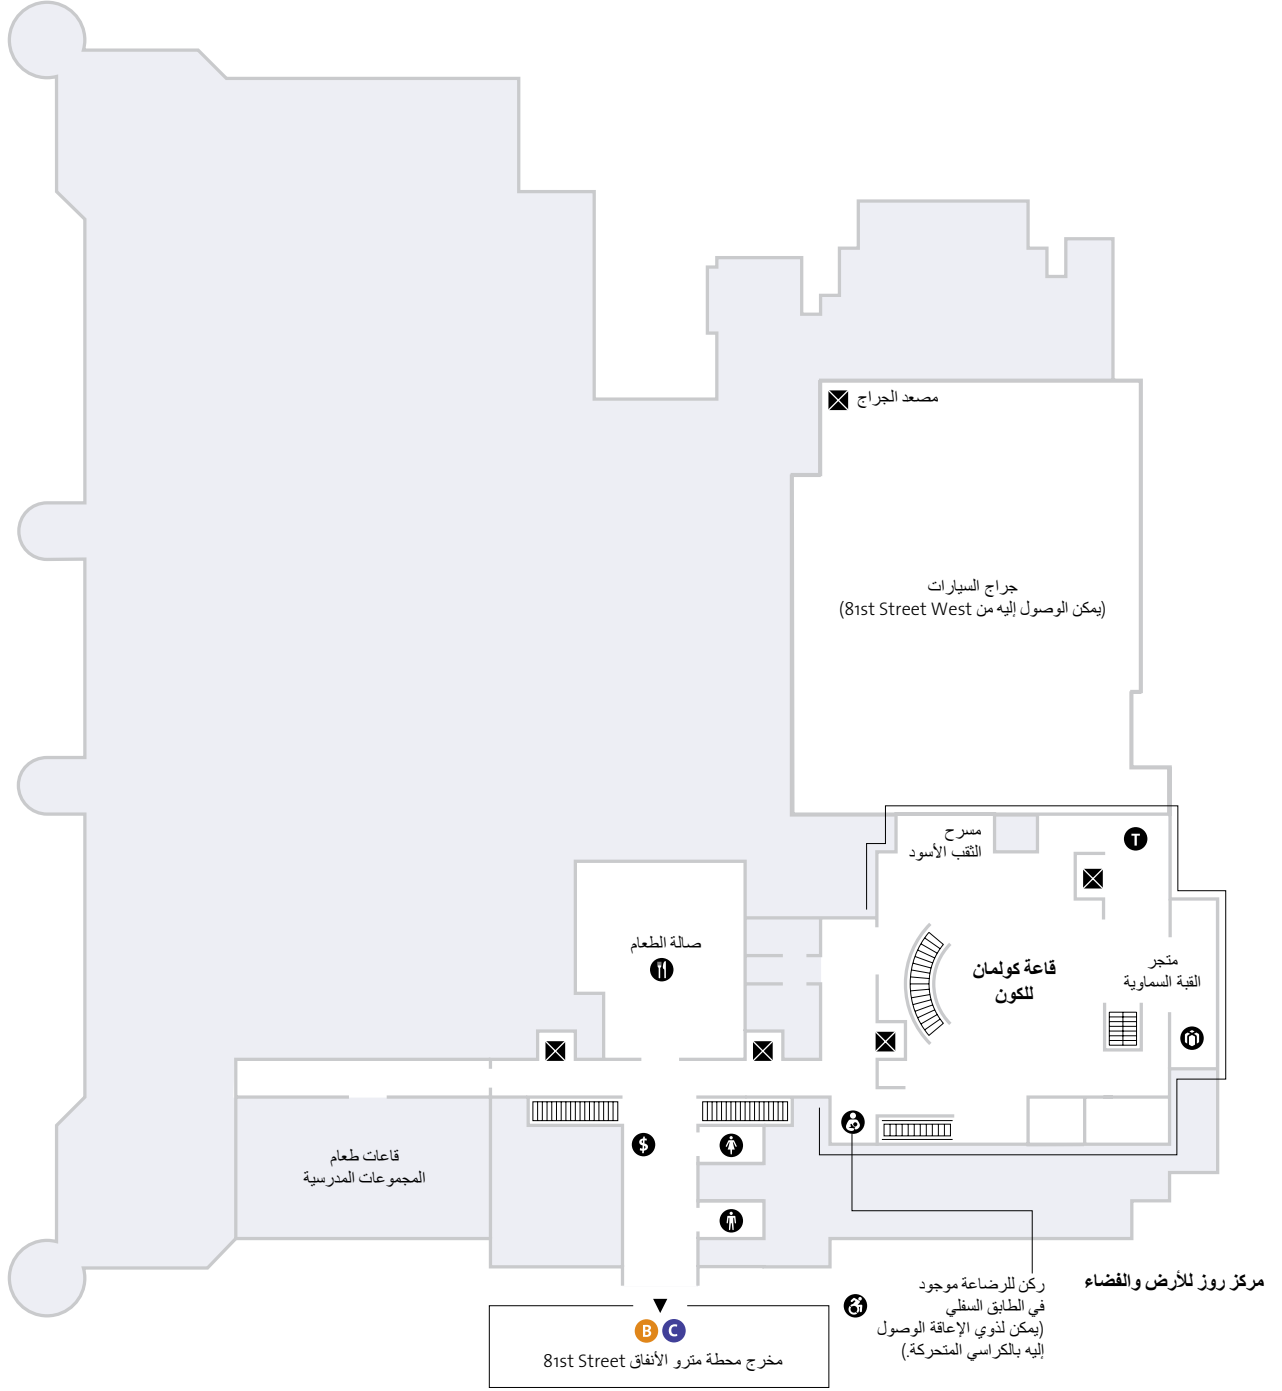 مصعد الجراج
جراج السيارات
(يمكن الوصول إليه من 81st Street West)
مسرح
الثقب الأسود
T
صالة الطعام
قاعة كولمان
للكون
متجر
القبة السماوية
$
قاعات طعام
المجموعات المدرسية
مركز روز للأرض والفضاء
ركن للرضاعة موجود
في الطابق السفلي
(يمكن لذوي الإعاقة الوصول
إليه بالكراسي المتحركة.)
B C
مخرج محطة مترو الأنفاق 81st Street